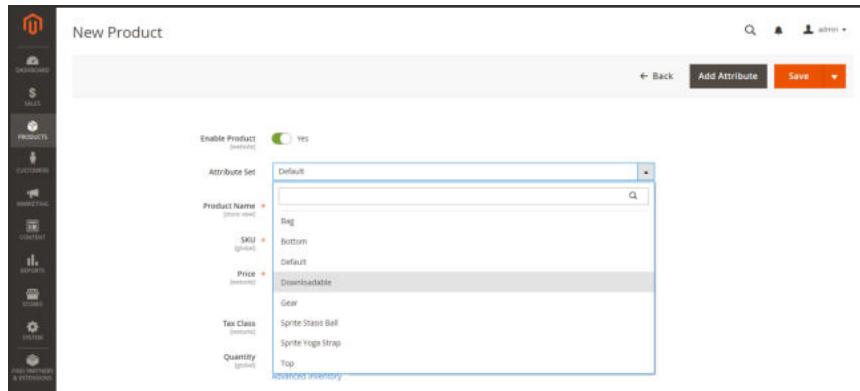 New Product
admin
DASHBOARD
SALES
PRODUCTS
CUSTOMERS
MARKETING
CONTENT
REPORTS
STORES
SYSTEM
FIND PARTNERS
& EXTENSIONS
← Back
Add Attribute
Save
Enable Product
[website]
Yes
Attribute Set
Default
Product Name *
[store view]
SKU *
[global]
Price *
[website]
Tax Class
[website]
Quantity
[global]
Bag
Bottom
Default
Downloadable
Gear
Sprite Stasis Ball
Sprite Yoga Strap
Top
Advanced Inventory